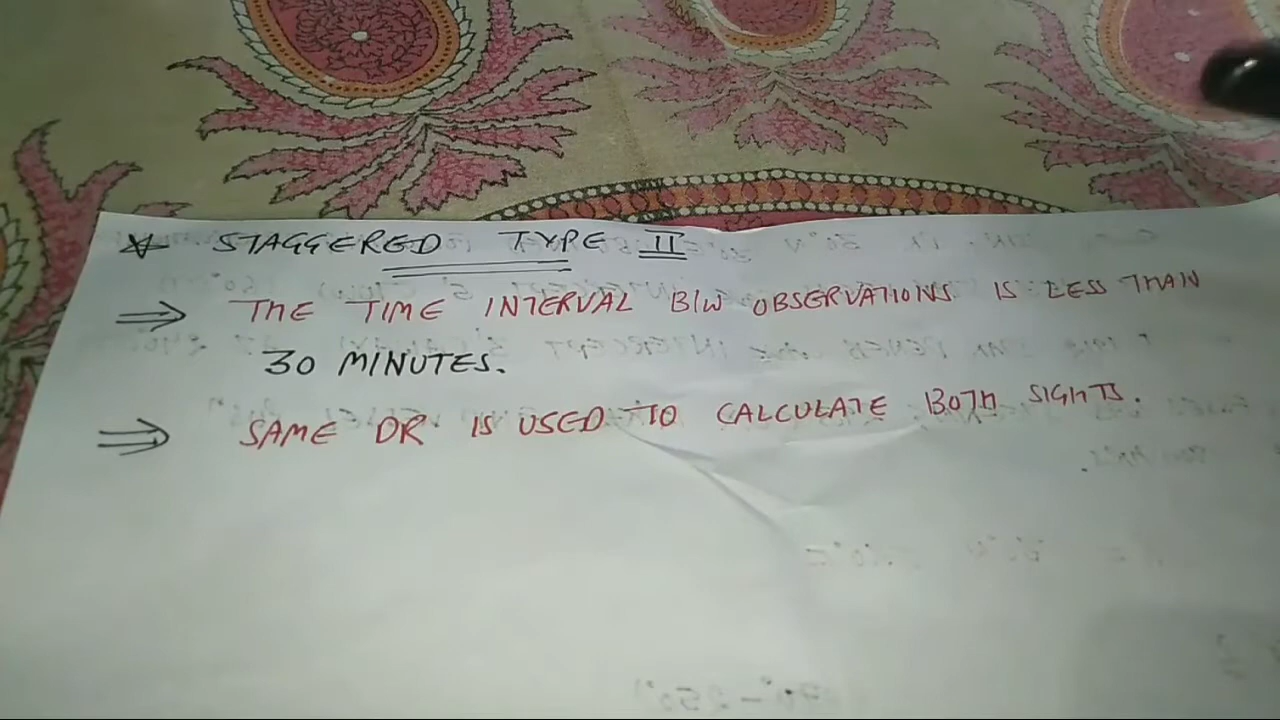 * STAGGERED TYPE II
⇒ THE TIME INTERVAL B/W OBSERVATIONS IS LESS THAN
30 MINUTES.
⇒ SAME DR IS USED TO CALCULATE BOTH SIGHTS.